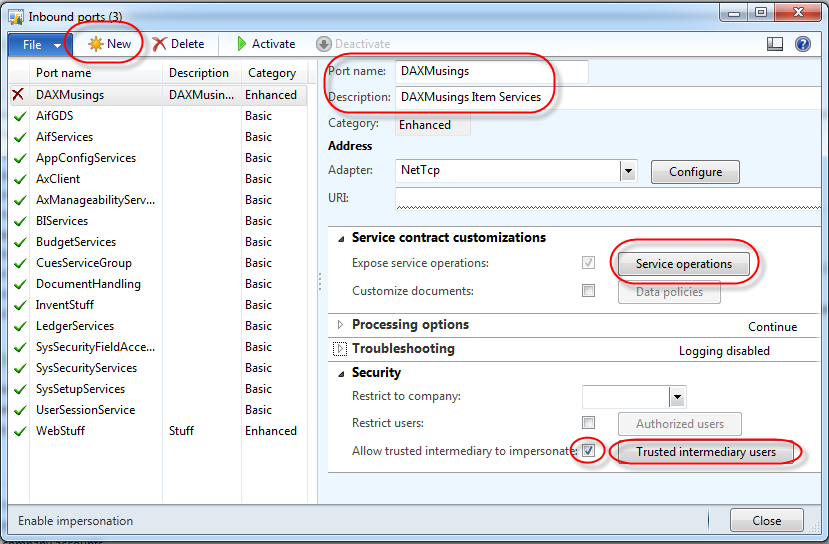 Inbound ports (3)
File New Delete Activate Deactivate
Port name Description Category
DAXMusings DAXMusin... Enhanced
AifGDS Basic
AifServices Basic
AppConfigServices Basic
AxClient Basic
AxManageabilityServ... Basic
BIServices Basic
BudgetServices Basic
CuesServiceGroup Basic
DocumentHandling Basic
InventStuff Basic
LedgerServices Basic
SysSecurityFieldAcce... Basic
SysSecurityServices Basic
SysSetupServices Basic
UserSessionService Basic
WebStuff Stuff Enhanced
Port name: DAXMusings
Description: DAXMusings Item Services
Category: Enhanced
Address
Adapter: NetTcp Configure
URI:
Service contract customizations
Expose service operations: Service operations
Customize documents: Data policies
Processing options Continue
Troubleshooting Logging disabled
Security
Restrict to company:
Restrict users: Authorized users
Allow trusted intermediary to impersonate: Trusted intermediary users
Enable impersonation Close